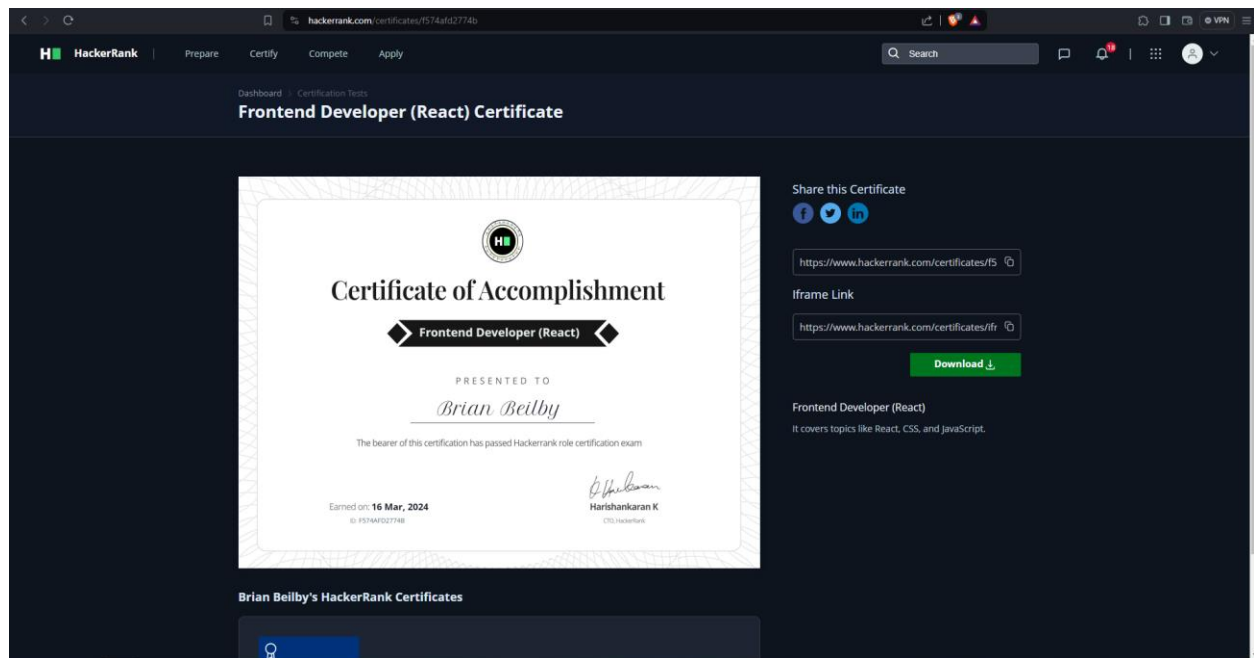 hackerrank.com/certificates/f574afd2774b
VPN
H HackerRank Prepare Certify Compete Apply
Search
18
Dashboard > Certification Tests
Frontend Developer (React) Certificate
H
Certificate of Accomplishment
Frontend Developer (React)
PRESENTED TO
Brian Beilby
The bearer of this certification has passed Hackerrank role certification exam
Earned on: 16 Mar, 2024
ID: F574AFD2774B
Harishankaran K
CTO, HackerRank
Share this Certificate
https://www.hackerrank.com/certificates/f5
Iframe Link
https://www.hackerrank.com/certificates/ifr
Download
Frontend Developer (React)
It covers topics like React, CSS, and JavaScript.
Brian Beilby's HackerRank Certificates